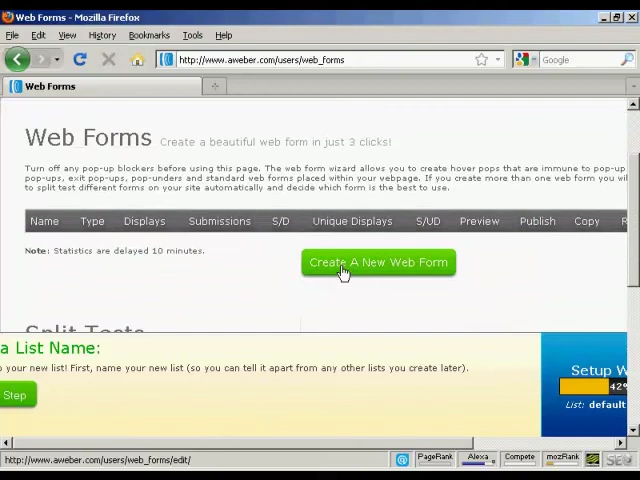 Web Forms - Mozilla Firefox
File Edit View History Bookmarks Tools Help
http://www.aweber.com/users/web_forms
Google
Web Forms
Web Forms Create a beautiful web form in just 3 clicks!
Turn off any pop-up blockers before using this page. The web form wizard allows you to create hover pops that are immune to pop-up
pop-ups, exit pop-ups, pop-unders and standard web forms placed within your webpage. If you create more than one web form you wi
to split test different forms on your site automatically and decide which form is the best to use.
Name Type Displays Submissions S/D Unique Displays S/UD Preview Publish Copy R
Note: Statistics are delayed 10 minutes.
Create A New Web Form
Split Tests
a List Name:
o your new list! First, name your new list (so you can tell it apart from any other lists you create later).
Step
Setup W
42%
List: default
http://www.aweber.com/users/web_forms/edit/
PageRank Alexa Compete mozRank SEO